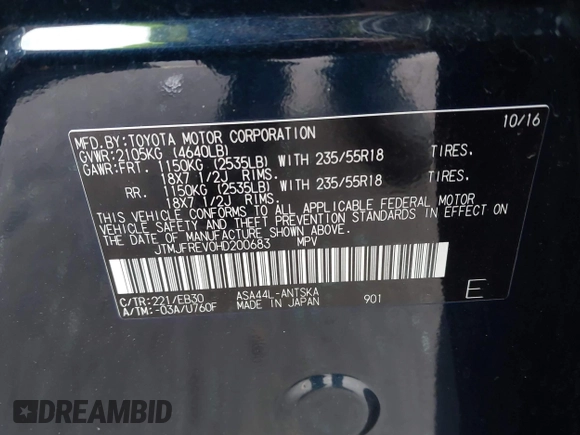 10/16
MFD.BY:TOYOTA MOTOR CORPORATION
GVWR:2105KG (4640LB)
GAWR:FRT. 1150KG (2535LB) WITH 235/55R18 TIRES.
18X7 1/2J RIMS.
RR. 1150KG (2535LB) WITH 235/55R18 TIRES.
18X7 1/2J RIMS.
THIS VEHICLE CONFORMS TO ALL APPLICABLE FEDERAL MOTOR
VEHICLE SAFETY AND THEFT PREVENTION STANDARDS IN EFFECT ON
THE DATE OF MANUFACTURE SHOWN ABOVE.
JTMJFREV0HD200683 MPV
C/TR:221/EB30 ASA44L-ANTSKA
A/TM:-03A/U760F MADE IN JAPAN 901
E
DREAMBID